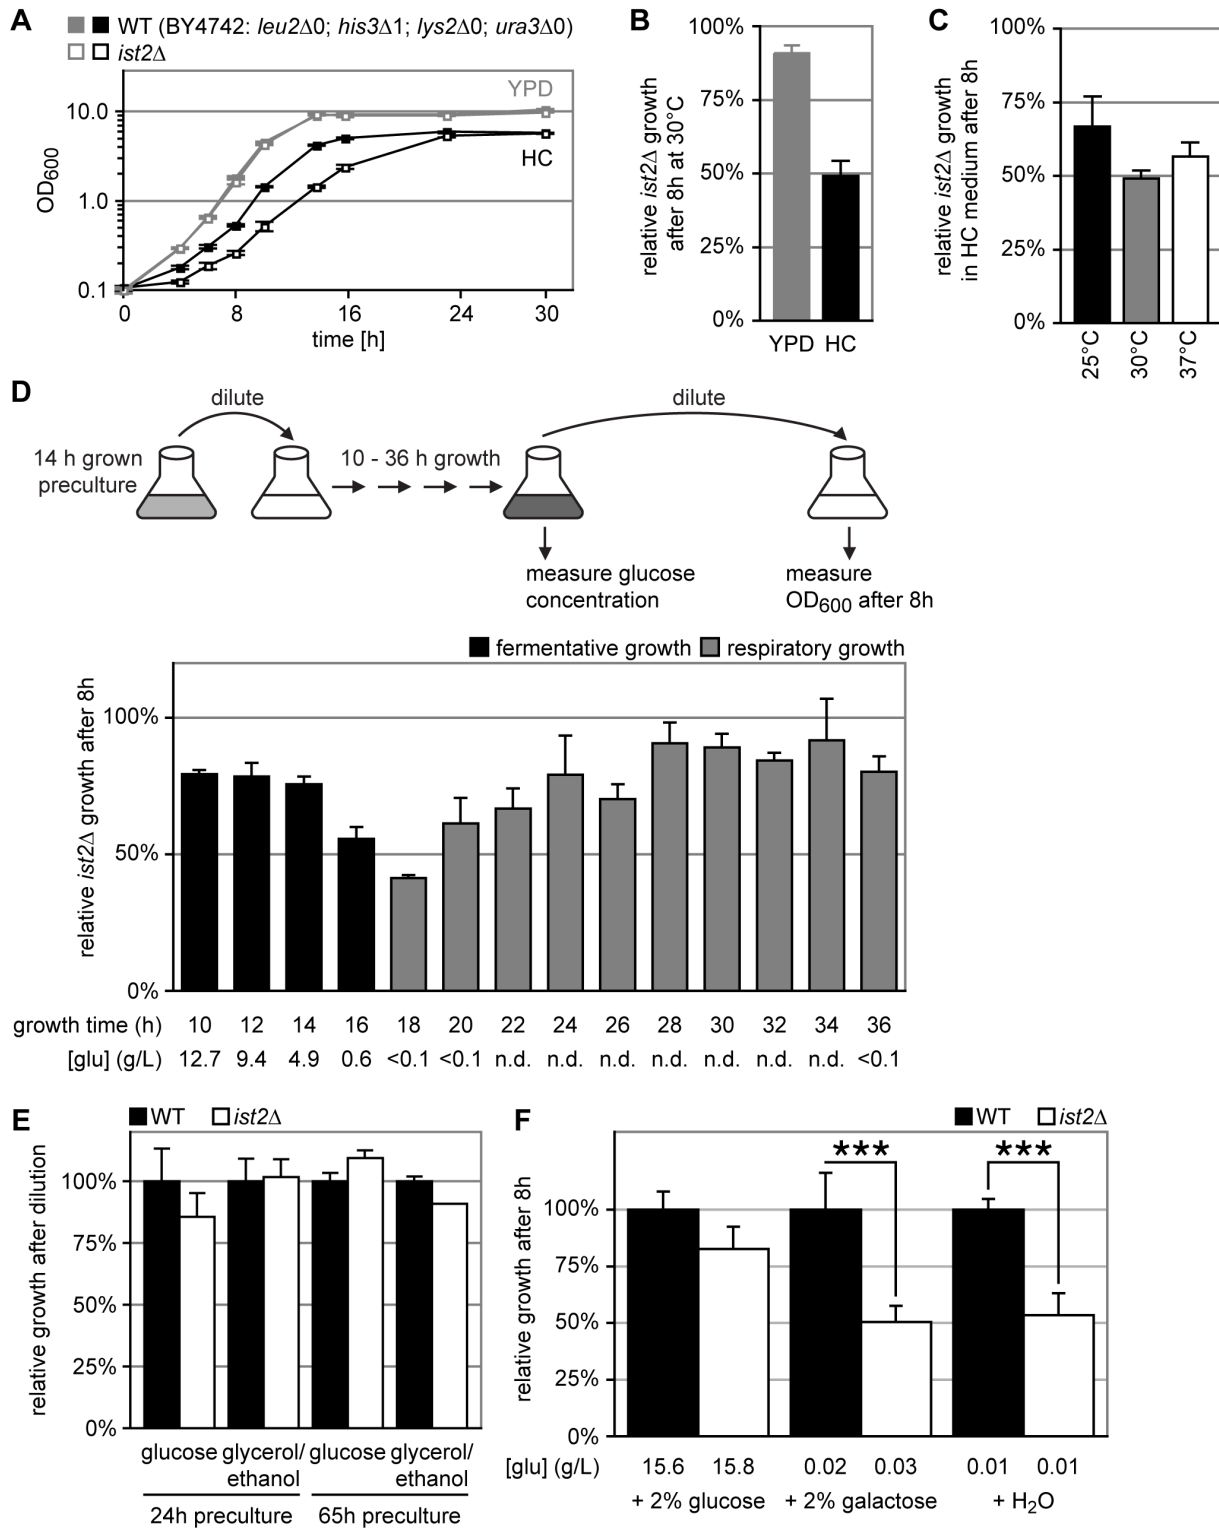 A
WT (BY4742: leu2Δ0; his3Δ1; lys2Δ0; ura3Δ0)
ist2Δ
YPD
HC
OD600
10.0
1.0
0.1
0 8 16 24 30
time [h]
B
relative ist2Δ growth
after 8h at 30°C
100%
75%
50%
25%
0%
YPD HC
C
relative ist2Δ growth
in HC medium after 8h
100%
75%
50%
25%
0%
25°C
30°C
37°C
D
dilute
dilute
14 h grown
preculture
10 - 36 h growth
measure glucose
concentration
measure
OD600 after 8h
fermentative growth respiratory growth
relative ist2Δ growth after 8h
100%
50%
0%
growth time (h) 10 12 14 16 18 20 22 24 26 28 30 32 34 36
[glu] (g/L) 12.7 9.4 4.9 0.6 <0.1 <0.1 n.d. n.d. n.d. n.d. n.d. n.d. n.d. <0.1
E
WT ist2Δ
relative growth after dilution
100%
75%
50%
25%
0%
glucose glycerol/ glucose glycerol/
ethanol ethanol
24h preculture 65h preculture
F
WT ist2Δ
relative growth after 8h
*** ***
100%
75%
50%
25%
0%
[glu] (g/L) 15.6 15.8 0.02 0.03 0.01 0.01
+ 2% glucose + 2% galactose + H2O